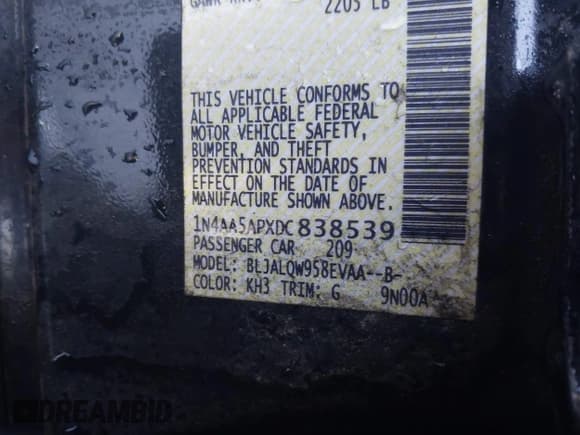 2205 LB
THIS VEHICLE CONFORMS TO
ALL APPLICABLE FEDERAL
MOTOR VEHICLE SAFETY,
BUMPER, AND THEFT
PREVENTION STANDARDS IN
EFFECT ON THE DATE OF
MANUFACTURE SHOWN ABOVE.
1N4AA5APXDC838539
PASSENGER CAR 209
MODEL: BLJALQW958EVAA--B-
COLOR: KH3 TRIM: G 9N00A
DREAMBID